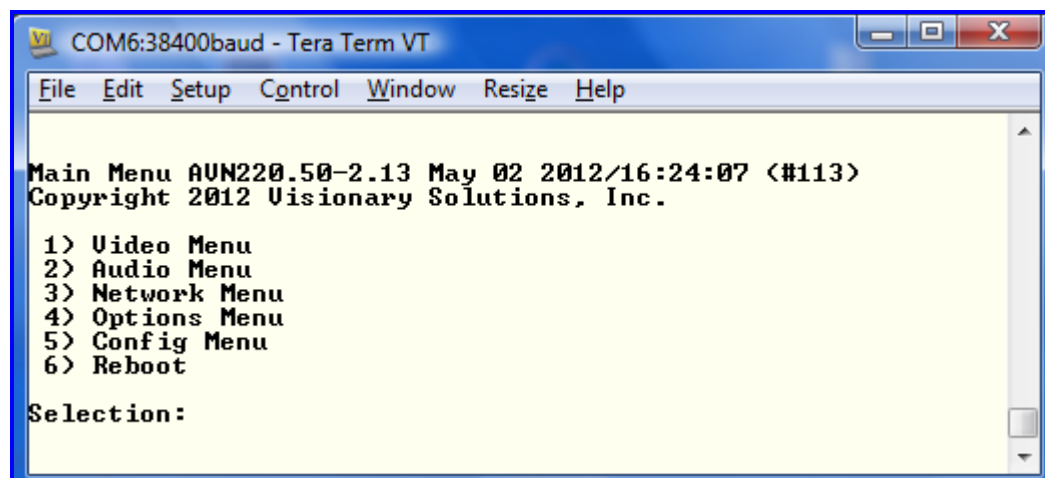 COM6:38400baud - Tera Term VT
File Edit Setup Control Window Resize Help
Main Menu AVN220.50-2.13 May 02 2012/16:24:07 (#113)
Copyright 2012 Visionary Solutions, Inc.
1) Video Menu
2) Audio Menu
3) Network Menu
4) Options Menu
5) Config Menu
6) Reboot
Selection: